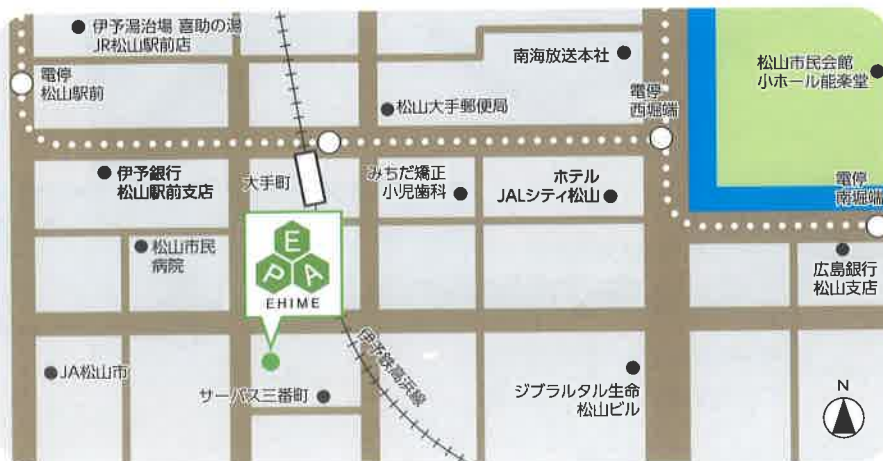 伊予湯治場 喜助の湯
JR松山駅前店
電停
松山駅前
南海放送本社
松山市民会館
小ホール能楽堂
松山大手郵便局
電停
西堀端
伊予銀行
松山駅前支店
大手町
みちだ矯正
小児歯科
ホテル
JALシティ松山
電停
南堀端
松山市民
病院
E
P
A
EHIME
広島銀行
松山支店
JA松山市
サーパス三番町
伊予鉄高浜線
ジブラルタル生命
松山ビル
N